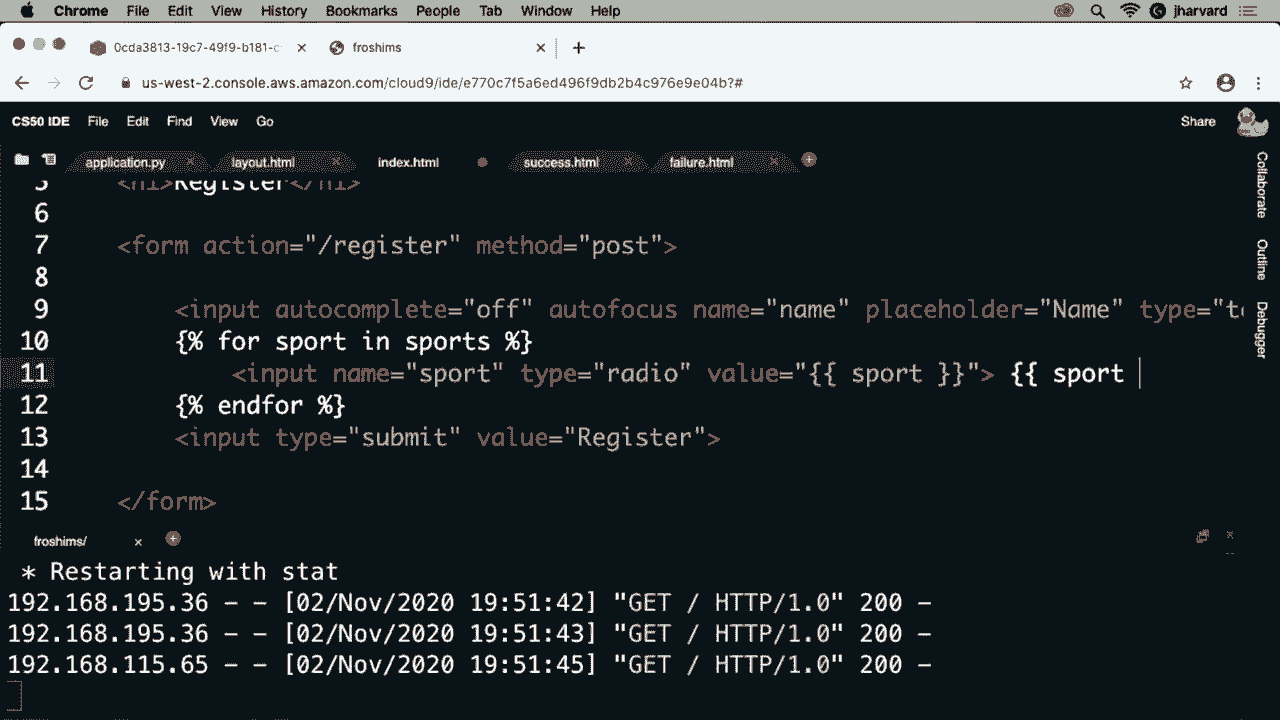 Chrome File Edit View History Bookmarks People Tab Window Help jharvard
0cda3813-19c7-49f9-b181-c froshims
us-west-2.console.aws.amazon.com/cloud9/ide/e770c7f5a6ed496f9db2b4c976e9e04b?#
CS50 IDE File Edit Find View Go Share
application.py layout.html index.html success.html failure.html
5 <h1>Register</h1>
6
7 <form action="/register" method="post">
8
9 <input autocomplete="off" autofocus name="name" placeholder="Name" type="te
10 {% for sport in sports %}
11 <input name="sport" type="radio" value="{{ sport }}"> {{ sport
12 {% endfor %}
13 <input type="submit" value="Register">
14
15 </form>
Collaborate
Outline
Debugger
froshims/
* Restarting with stat
192.168.195.36 - - [02/Nov/2020 19:51:42] "GET / HTTP/1.0" 200 -
192.168.195.36 - - [02/Nov/2020 19:51:43] "GET / HTTP/1.0" 200 -
192.168.115.65 - - [02/Nov/2020 19:51:45] "GET / HTTP/1.0" 200 -